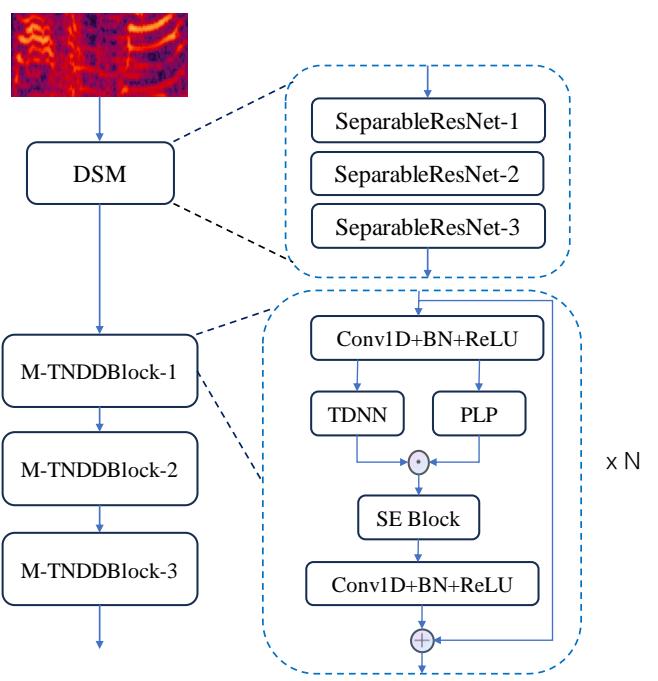 DSM
M-TNDDBlock-1
M-TNDDBlock-2
M-TNDDBlock-3
SeparableResNet-1
SeparableResNet-2
SeparableResNet-3
Conv1D+BN+ReLU
TDNN PLP
SE Block
Conv1D+BN+ReLU
x N